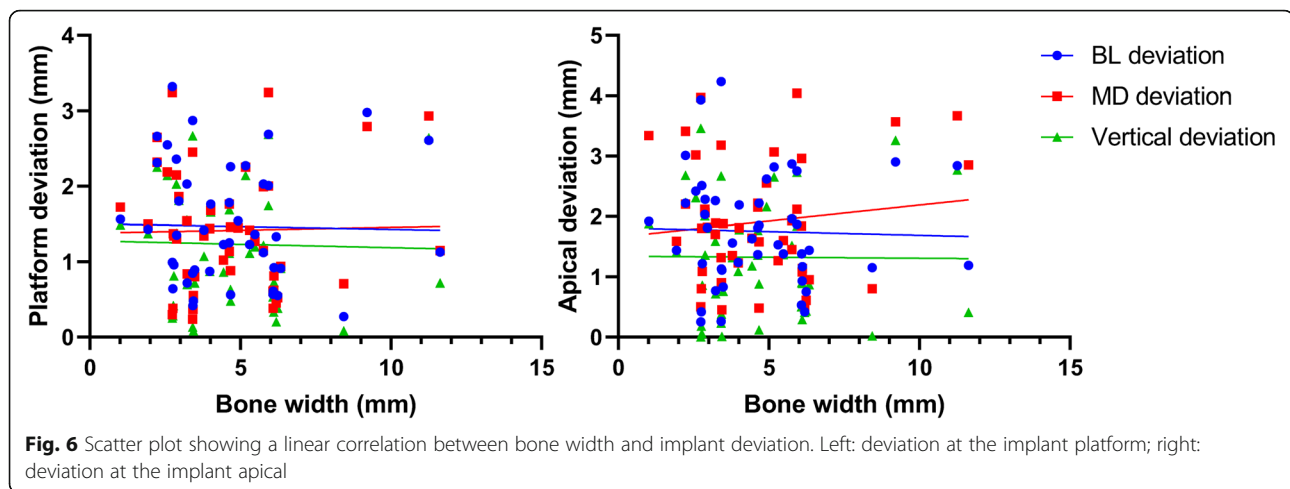 4
3
2
1
0
Platform deviation (mm)
0 5 10 15
Bone width (mm)
5
4
3
2
1
0
Apical deviation (mm)
0 5 10 15
Bone width (mm)
BL deviation
MD deviation
Vertical deviation
Fig. 6 Scatter plot showing a linear correlation between bone width and implant deviation. Left: deviation at the implant platform; right:
deviation at the implant apical